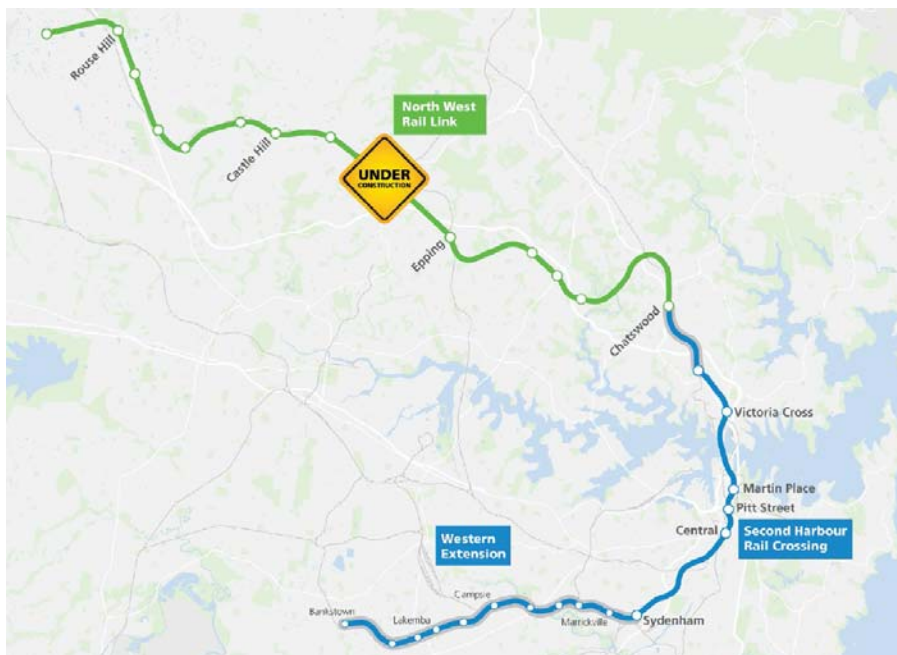 Rouse Hill
North West
Rail Link
Castle Hill
UNDER
CONSTRUCTION
Epping
Chatswood
Victoria Cross
Martin Place
Pitt Street
Central
Second Harbour
Rail Crossing
Western
Extension
Campsie
Bankstown
Lakemba
Marrickville
Sydenham